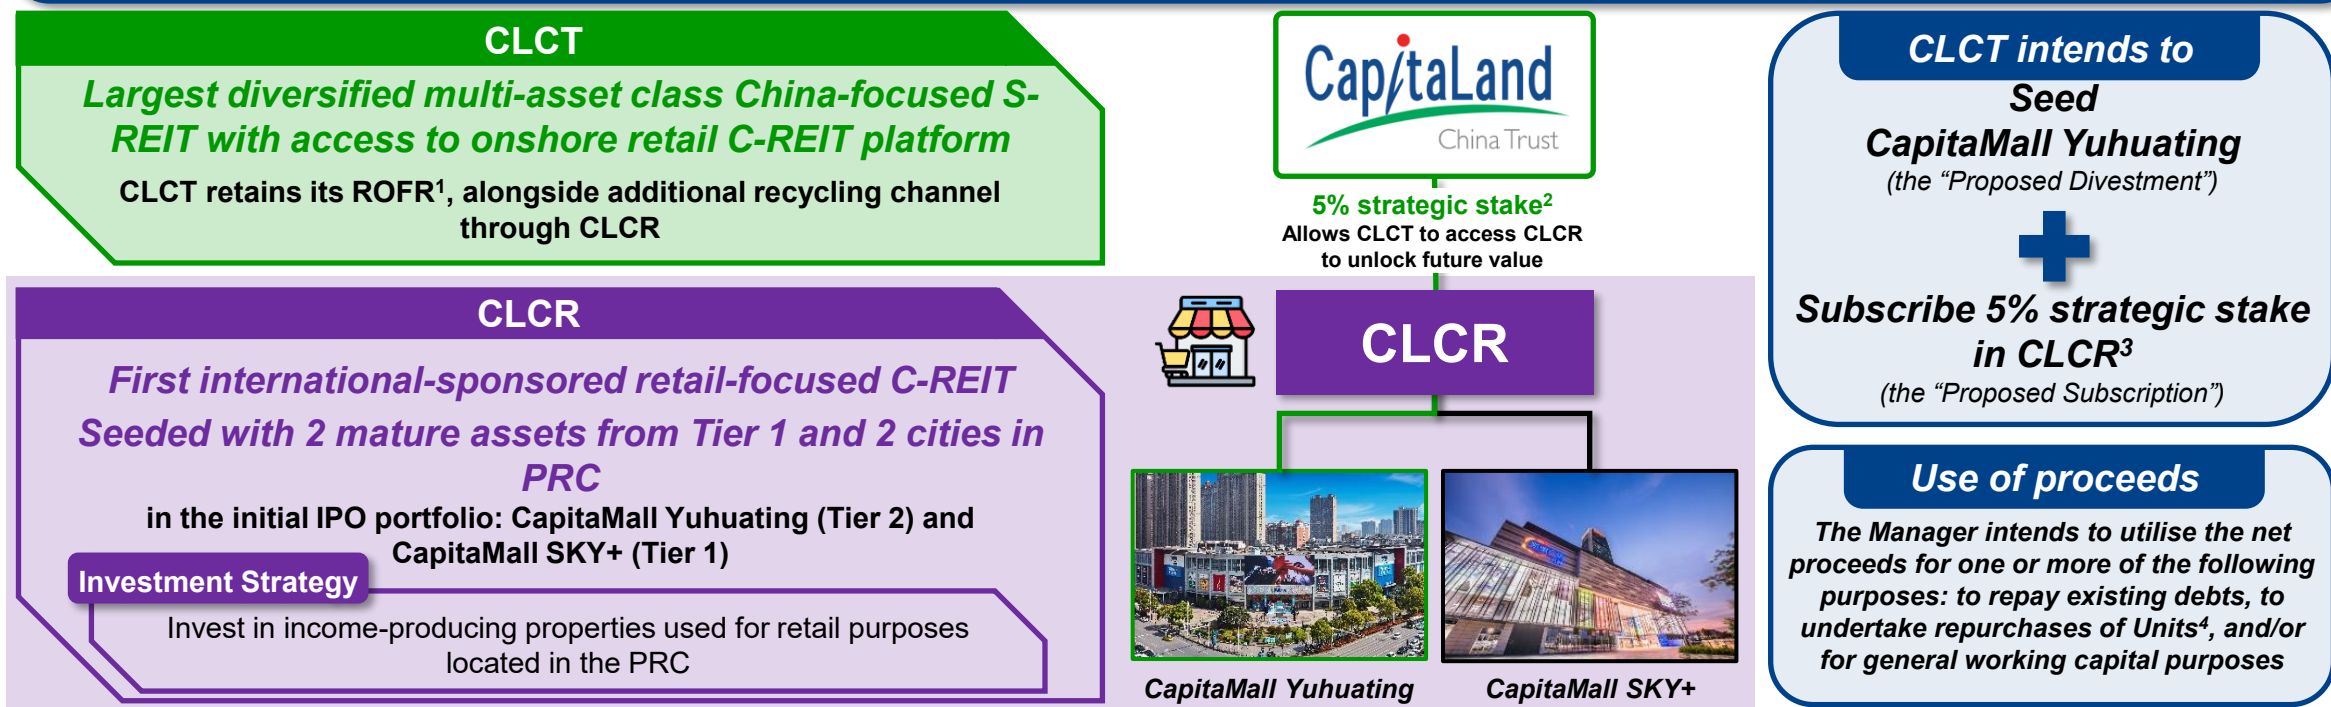 CLCT
Largest diversified multi-asset class China-focused S-
REIT with access to onshore retail C-REIT platform
CLCT retains its ROFR¹, alongside additional recycling channel
through CLCR
CLCR
First international-sponsored retail-focused C-REIT
Seeded with 2 mature assets from Tier 1 and 2 cities in
PRC
in the initial IPO portfolio: CapitaMall Yuhuating (Tier 2) and
CapitaMall SKY+ (Tier 1)
Investment Strategy
Invest in income-producing properties used for retail purposes
located in the PRC
CapitaLand
China Trust
5% strategic stake²
Allows CLCT to access CLCR
to unlock future value
CLCR
CapitaMall Yuhuating
CapitaMall SKY+
CLCT intends to
Seed
CapitaMall Yuhuating
(the “Proposed Divestment”)
Subscribe 5% strategic stake
in CLCR³
(the “Proposed Subscription”)
Use of proceeds
The Manager intends to utilise the net
proceeds for one or more of the following
purposes: to repay existing debts, to
undertake repurchases of Units⁴, and/or
for general working capital purposes